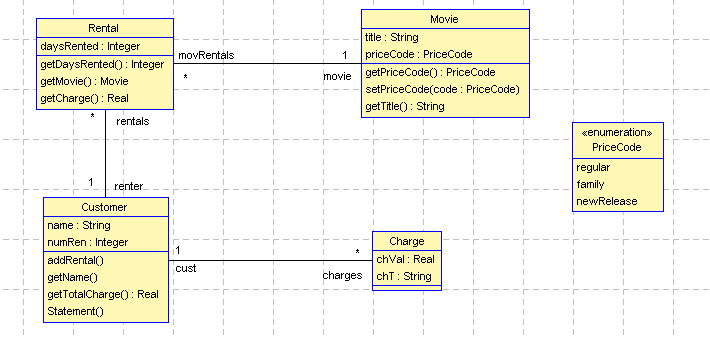 Rental
daysRented : Integer
getDaysRented() : Integer
getMovie() : Movie
getCharge() : Real
movRentals
*
1
movie
Movie
title : String
priceCode : PriceCode
getPriceCode() : PriceCode
setPriceCode(code : PriceCode)
getTitle() : String
«enumeration»
PriceCode
regular
family
newRelease
*
rentals
1
renter
Customer
name : String
numRen : Integer
addRental()
getName()
getTotalCharge() : Real
Statement()
1
cust
*
charges
Charge
chVal : Real
chT : String